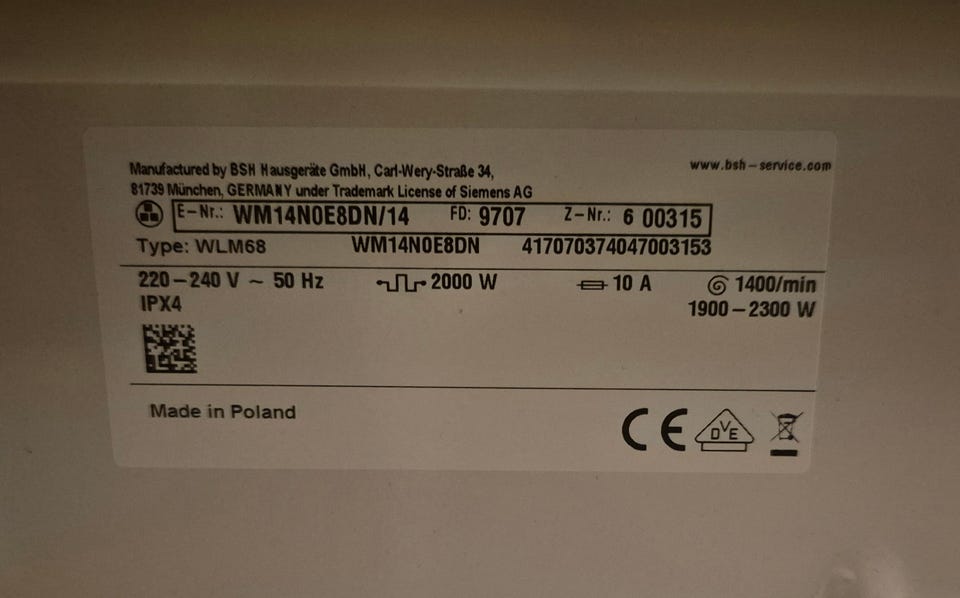 Manufactured by BSH Hausgeräte GmbH, Carl-Wery-Straße 34,
81739 München, GERMANY under Trademark License of Siemens AG
www.bsh-service.com
E-Nr.: WM14N0E8DN/14 FD: 9707 Z-Nr.: 6 00315
Type: WLM68 WM14N0E8DN 417070374047003153
220-240 V ~ 50 Hz 2000 W 10 A 1400/min
IPX4 1900-2300 W
Made in Poland
CE DVE